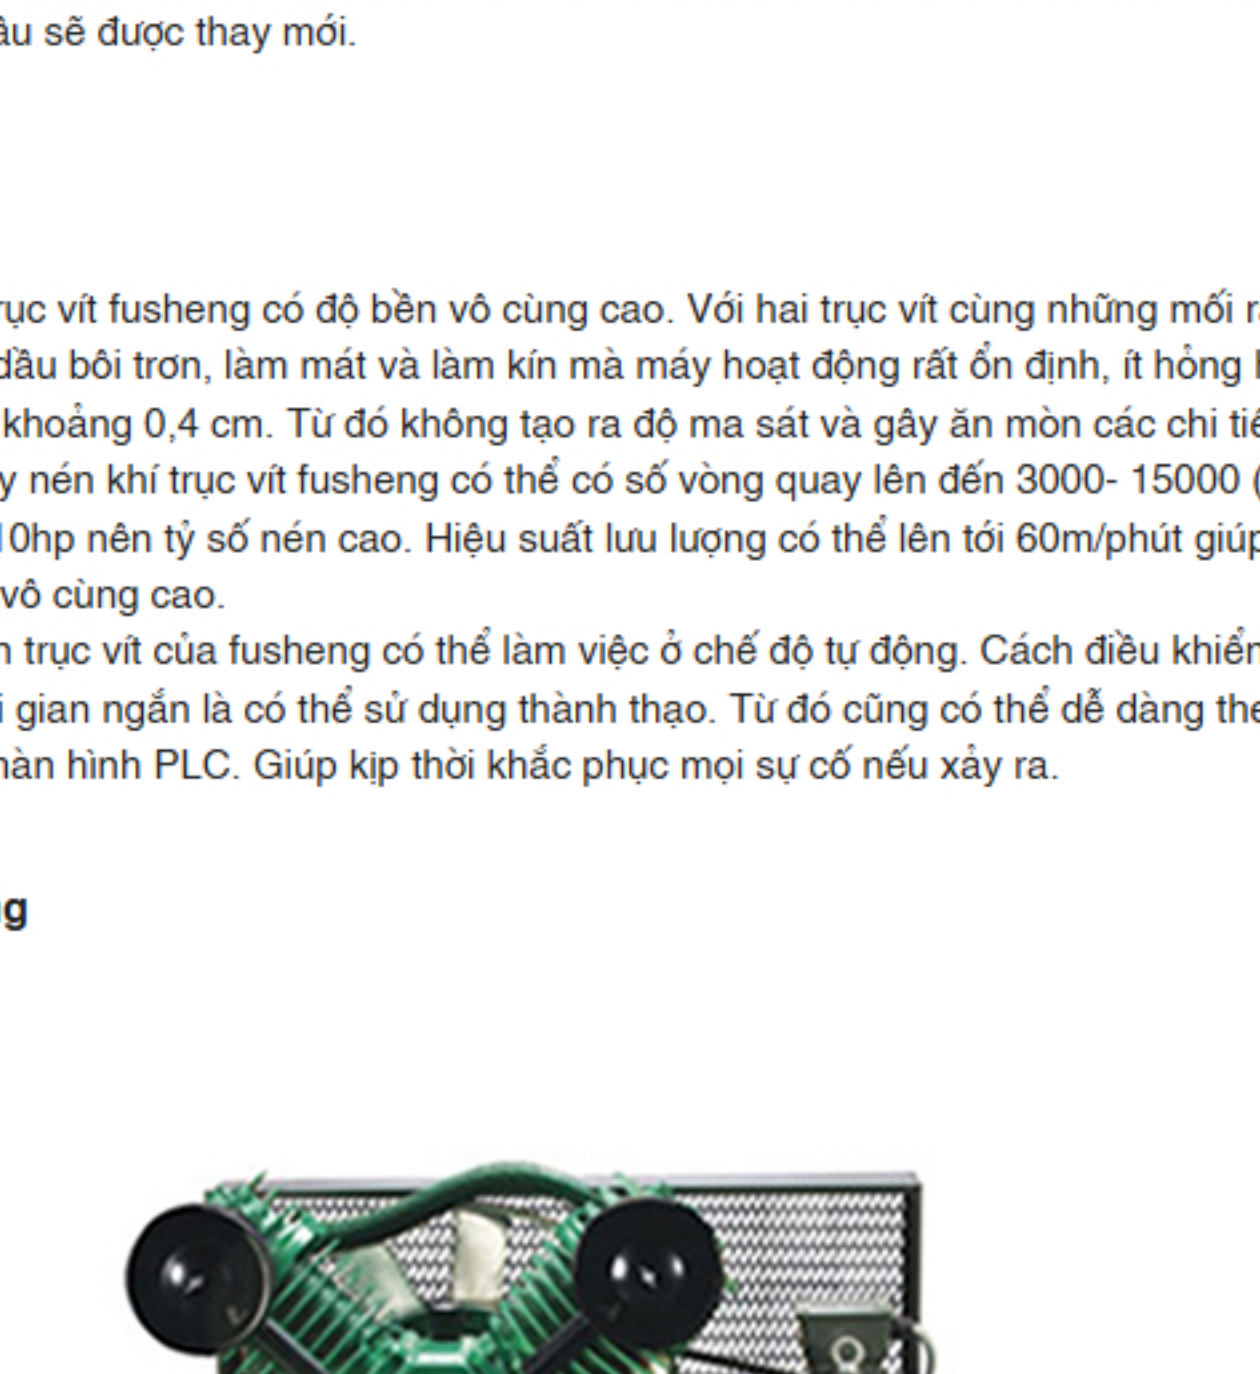 sẽ được thay mới.
vít fusheng có độ bền vô cùng cao. Với hai trục vít cùng những mối
dầu bôi trơn, làm mát và làm kín mà máy hoạt động rất ổn định, ít hỏng
khoảng 0,4 cm. Từ đó không tạo ra độ ma sát và gây ăn mòn các chi
nén khí trục vít fusheng có thể có số vòng quay lên đến 3000- 15000 (
10hp nên tỷ số nén cao. Hiệu suất lưu lượng có thể lên tới 60m/phút giúp
vô cùng cao.
trục vít của fusheng có thể làm việc ở chế độ tự động. Cách điều khiển
gian ngắn là có thể sử dụng thành thạo. Từ đó cũng có thể dễ dàng
hình PLC. Giúp kịp thời khắc phục mọi sự cố nếu xảy ra.